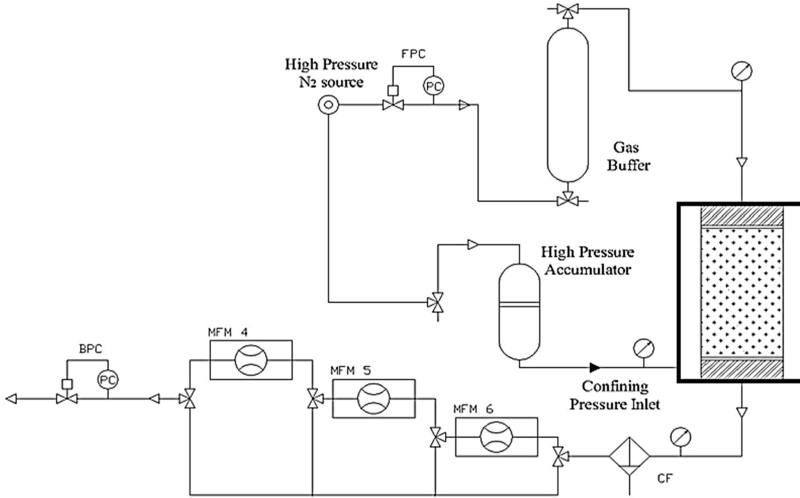 FPC
High Pressure
N2 source
PC
Gas
Buffer
High Pressure
Accumulator
MFM 4
BPC
PC
MFM 5
Confining
Pressure Inlet
MFM 6
CF